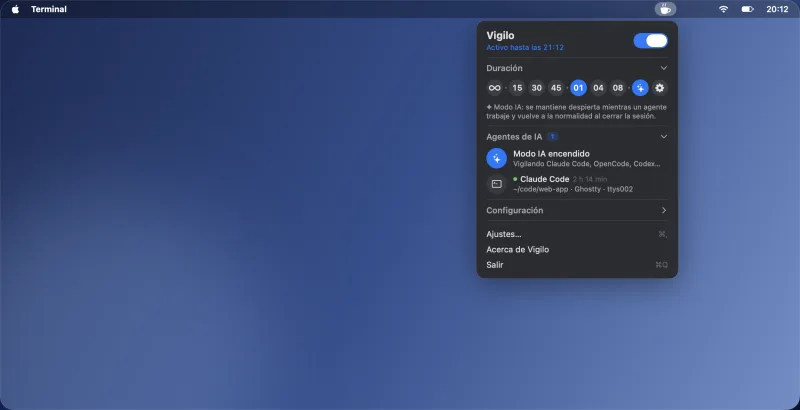 Terminal
20:12
Vigilo
Activo hasta las 21:12
Duración
∞ · 15 30 45 · 01 04 08 ·
Modo IA: se mantiene despierta mientras un agente
trabaja y vuelve a la normalidad al cerrar la sesión.
Agentes de IA 1
Modo IA encendido
Vigilando Claude Code, OpenCode, Codex...
Claude Code 2 h 14 min
~/code/web-app · Ghostty · ttys002
Configuración
Ajustes... ⌘,
Acerca de Vigilo
Salir ⌘Q